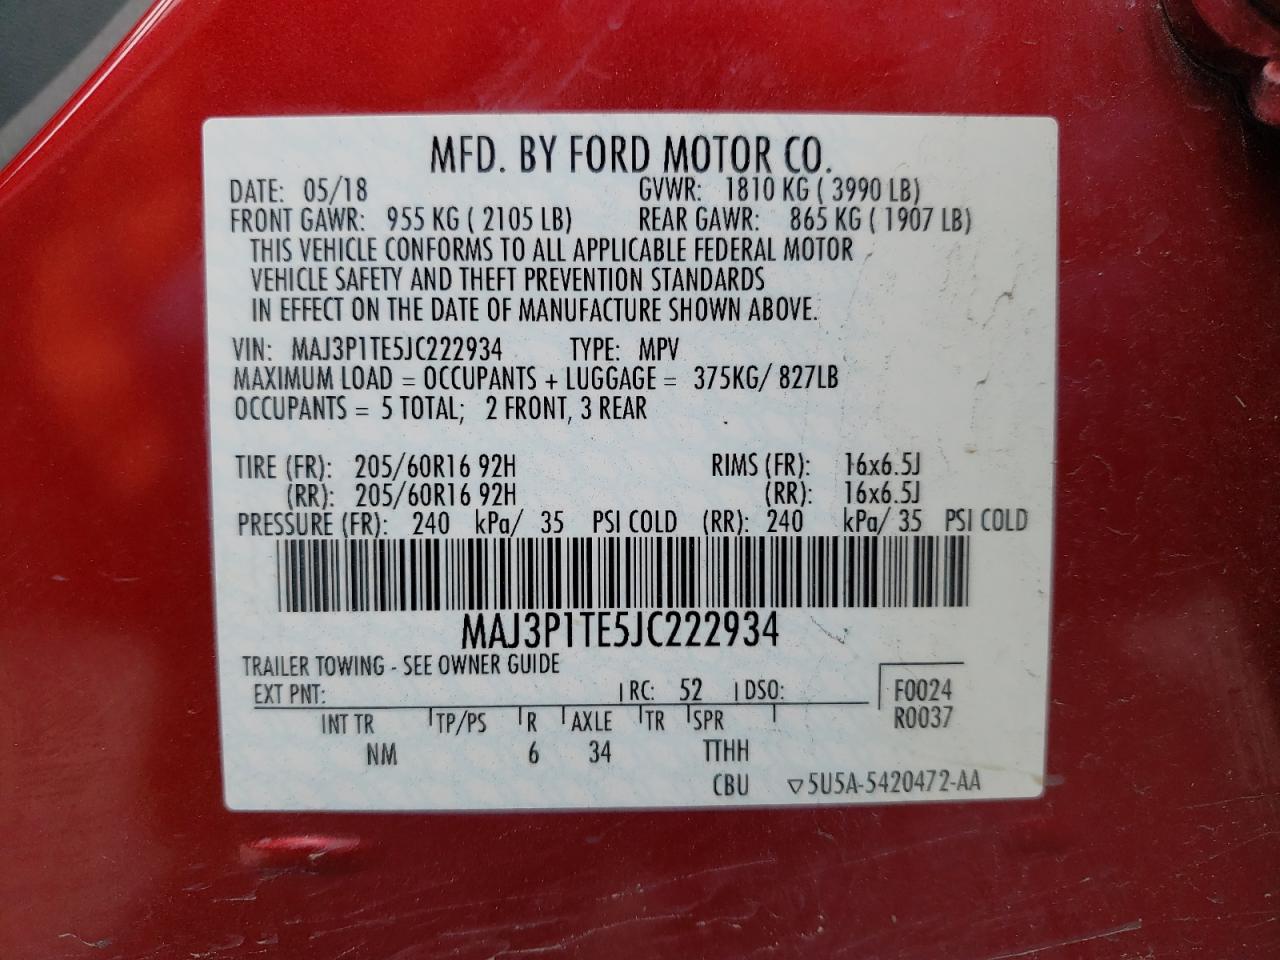 MFD. BY FORD MOTOR CO.
DATE: 05/18 GVWR: 1810 KG ( 3990 LB)
FRONT GAWR: 955 KG ( 2105 LB) REAR GAWR: 865 KG ( 1907 LB)
THIS VEHICLE CONFORMS TO ALL APPLICABLE FEDERAL MOTOR
VEHICLE SAFETY AND THEFT PREVENTION STANDARDS
IN EFFECT ON THE DATE OF MANUFACTURE SHOWN ABOVE.
VIN: MAJ3P1TE5JC222934 TYPE: MPV
MAXIMUM LOAD = OCCUPANTS + LUGGAGE = 375KG/ 827LB
OCCUPANTS = 5 TOTAL; 2 FRONT, 3 REAR
TIRE (FR): 205/60R16 92H RIMS (FR): 16x6.5J
(RR): 205/60R16 92H (RR): 16x6.5J
PRESSURE (FR): 240 kPa/ 35 PSI COLD (RR): 240 kPa/ 35 PSI COLD
MAJ3P1TE5JC222934
TRAILER TOWING - SEE OWNER GUIDE
EXT PNT: RC: 52 DSO: F0024
INT TR TP/PS R AXLE TR SPR R0037
NM 6 34 TTHH
CBU ▽5U5A-5420472-AA